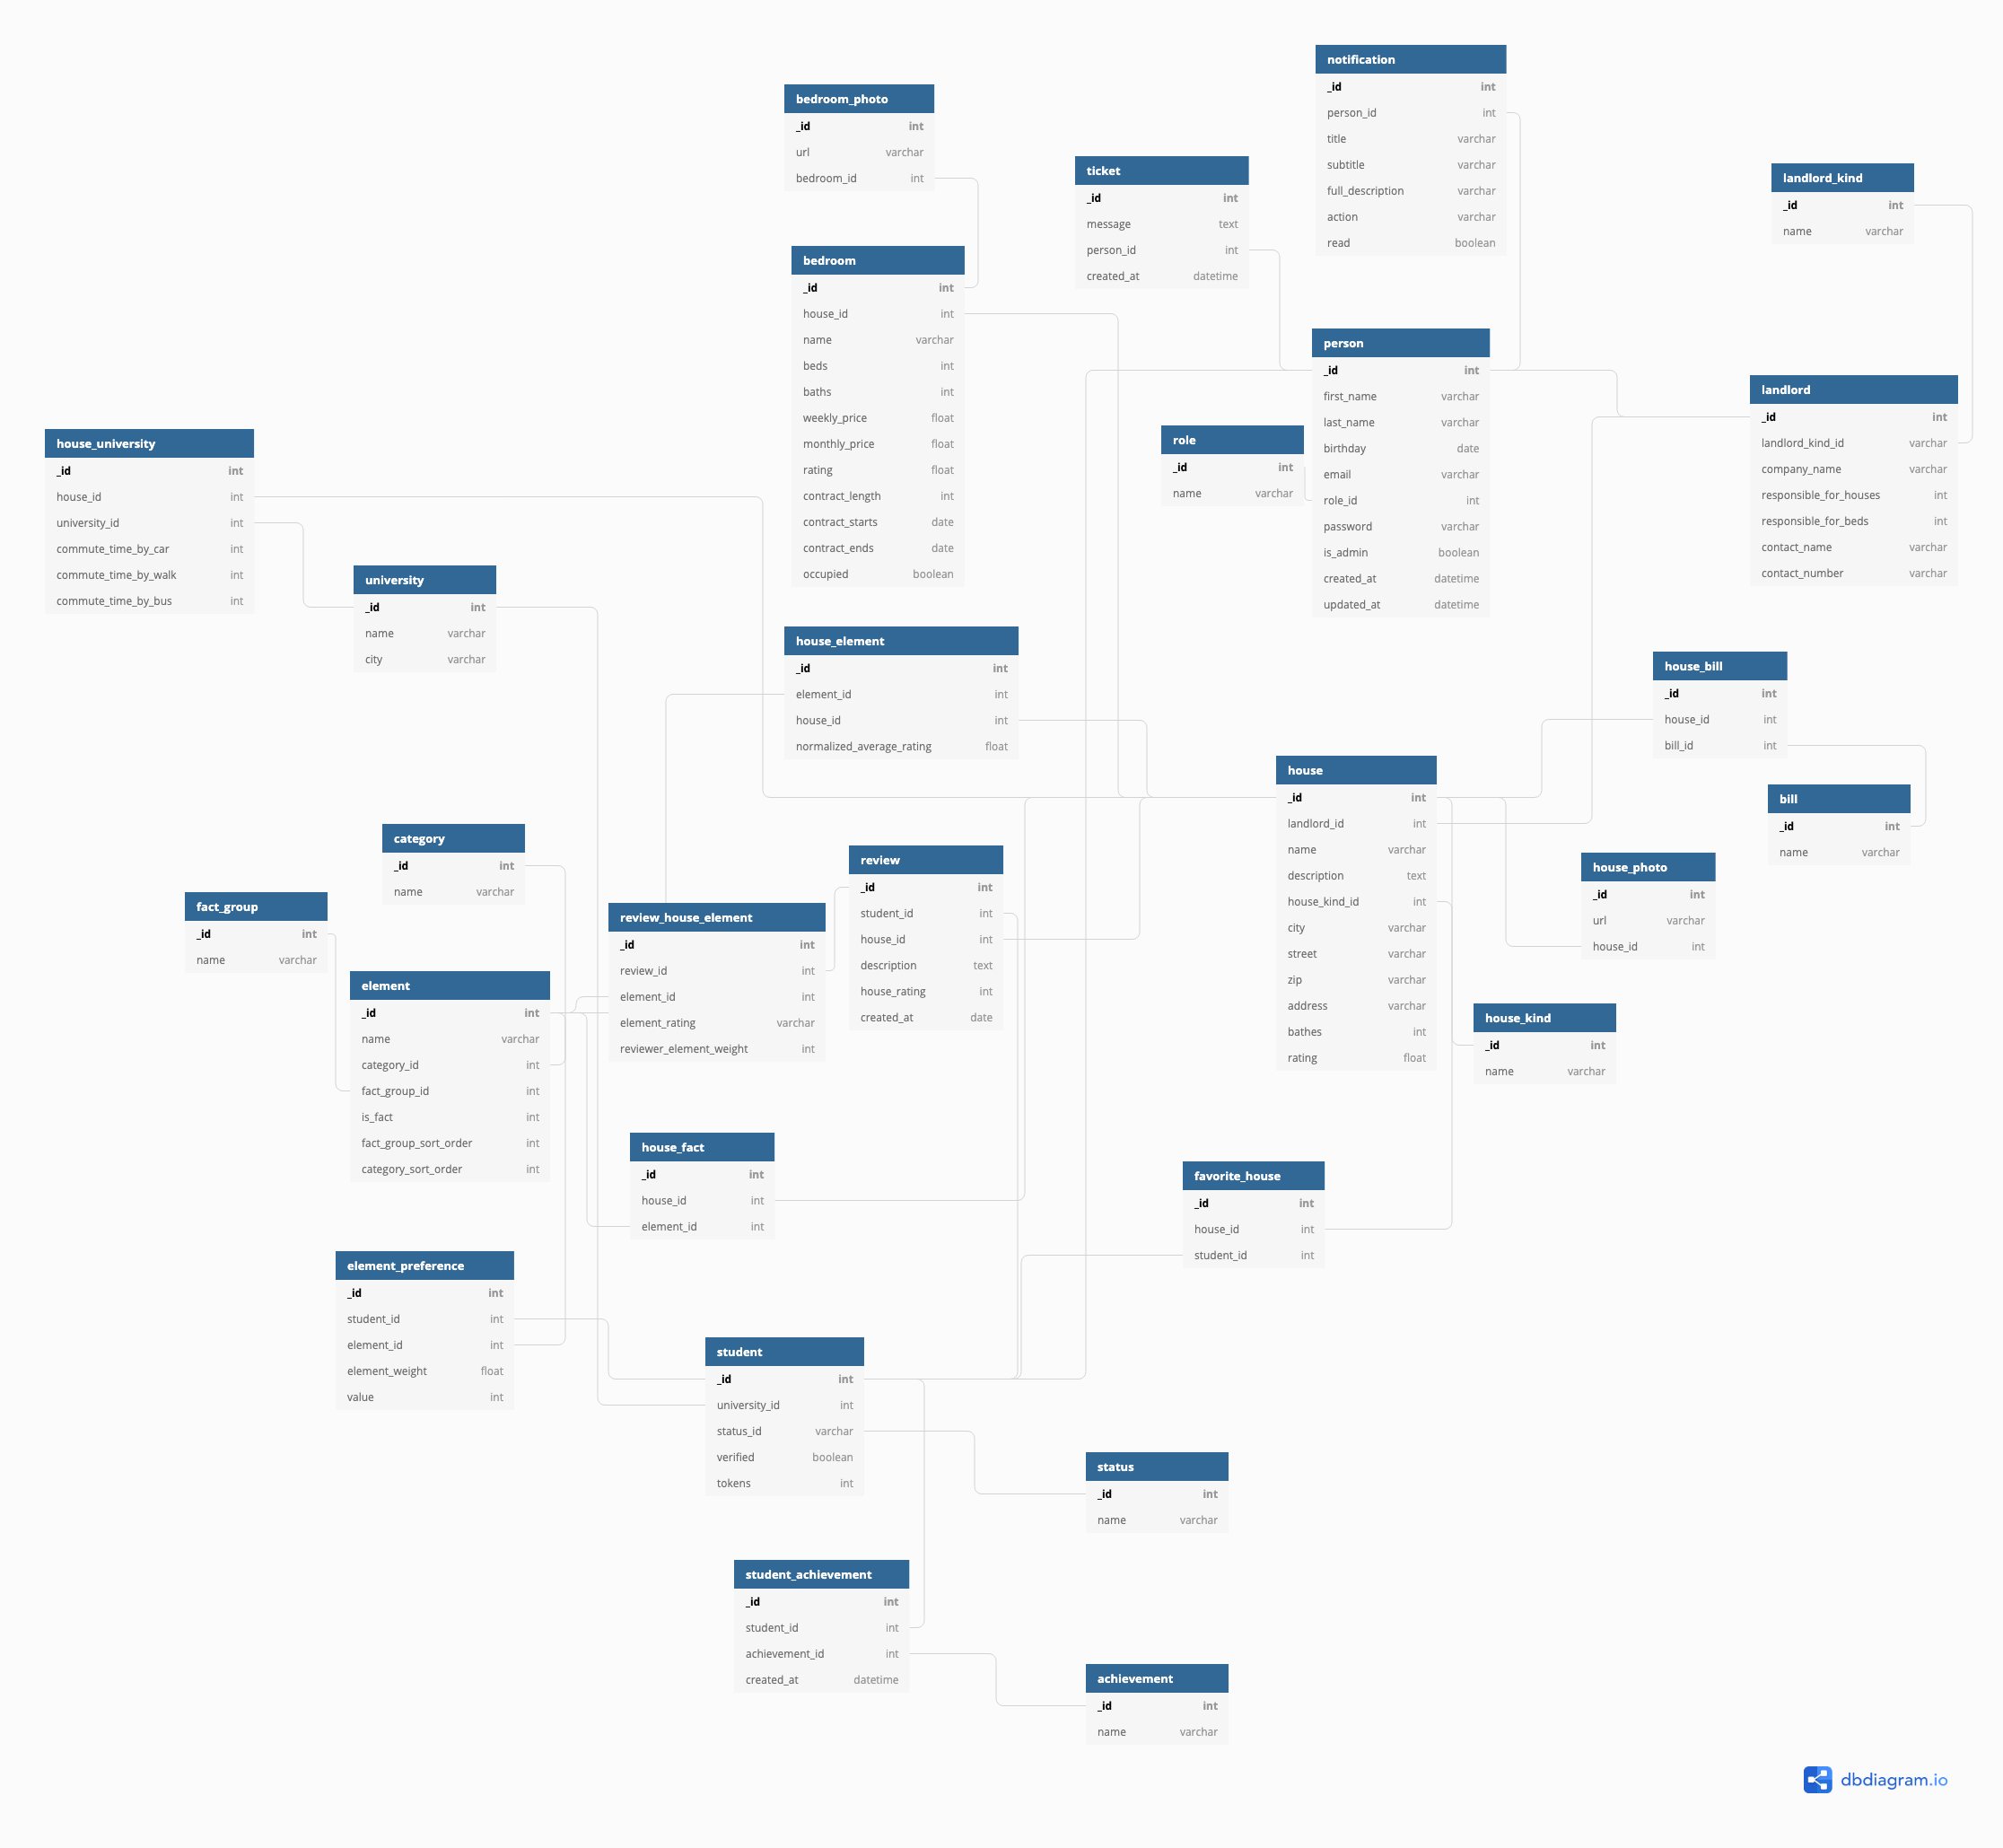 notification
_id int
person_id int
title varchar
subtitle varchar
full_description varchar
action varchar
read boolean
bedroom_photo
_id int
url varchar
bedroom_id int
ticket
_id int
message text
person_id int
created_at datetime
landlord_kind
_id int
name varchar
bedroom
_id int
house_id int
name varchar
beds int
baths int
weekly_price float
monthly_price float
rating float
contract_length int
contract_starts date
contract_ends date
occupied boolean
person
_id int
first_name varchar
last_name varchar
birthday date
email varchar
role_id int
password varchar
is_admin boolean
created_at datetime
updated_at datetime
landlord
_id int
landlord_kind_id varchar
company_name varchar
responsible_for_houses int
responsible_for_beds int
contact_name varchar
contact_number varchar
role
_id int
name varchar
house_university
_id int
house_id int
university_id int
commute_time_by_car int
commute_time_by_walk int
commute_time_by_bus int
university
_id int
name varchar
city varchar
house_element
_id int
element_id int
house_id int
normalized_average_rating float
house_bill
_id int
house_id int
bill_id int
house
_id int
landlord_id int
name varchar
description text
house_kind_id int
city varchar
street varchar
zip varchar
address varchar
bathes int
rating float
bill
_id int
name varchar
category
_id int
name varchar
review
_id int
student_id int
house_id int
description text
house_rating int
created_at date
house_photo
_id int
url varchar
house_id int
fact_group
_id int
name varchar
review_house_element
_id int
review_id int
element_id int
element_rating varchar
reviewer_element_weight int
element
_id int
name varchar
category_id int
fact_group_id int
is_fact int
fact_group_sort_order int
category_sort_order int
house_kind
_id int
name varchar
house_fact
_id int
house_id int
element_id int
favorite_house
_id int
house_id int
student_id int
element_preference
_id int
student_id int
element_id int
element_weight float
value int
student
_id int
university_id int
status_id varchar
verified boolean
tokens int
status
_id int
name varchar
student_achievement
_id int
student_id int
achievement_id int
created_at datetime
achievement
_id int
name varchar
dbdiagram.io